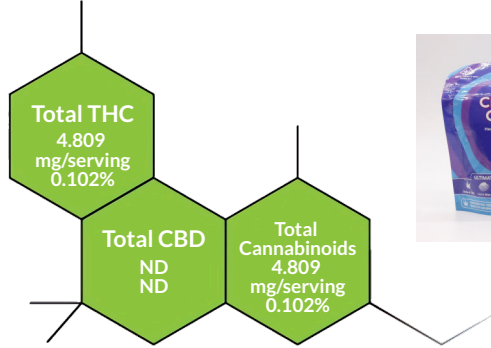 Total THC
4.809
mg/serving
0.102%
Total CBD
ND
ND
Total
Cannabinoids
4.809
mg/serving
0.102%